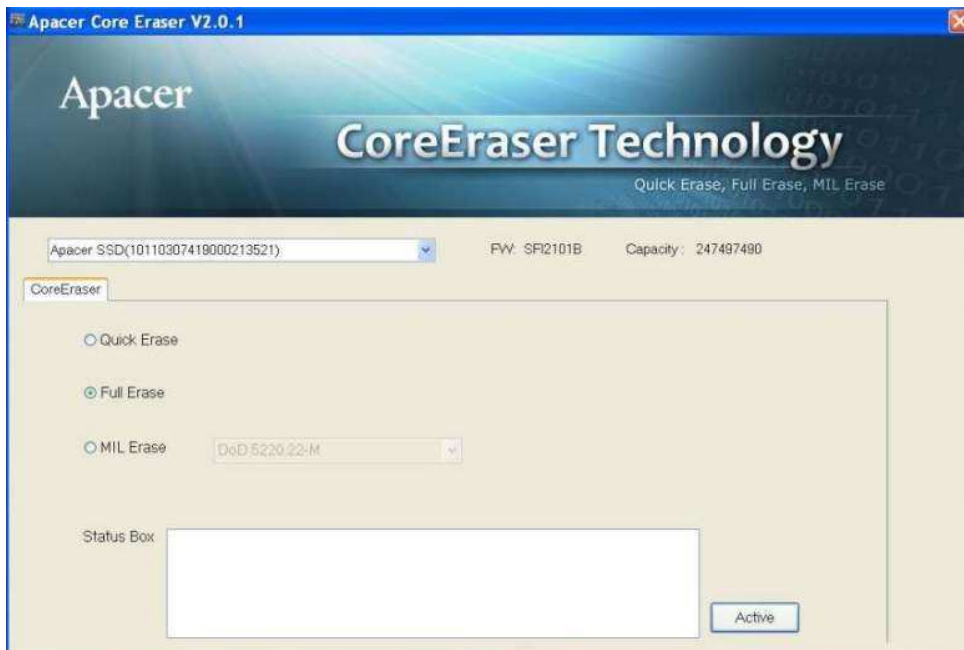 Apacer Core Eraser V2.0.1
Apacer
CoreEraser Technology
Quick Erase, Full Erase, MIL Erase
Apacer SSD(10110307419000213521) FW: SFI2101B Capacity: 247497490
CoreEraser
Quick Erase
Full Erase
MIL Erase DoD 5220.22-M
Status Box
Active